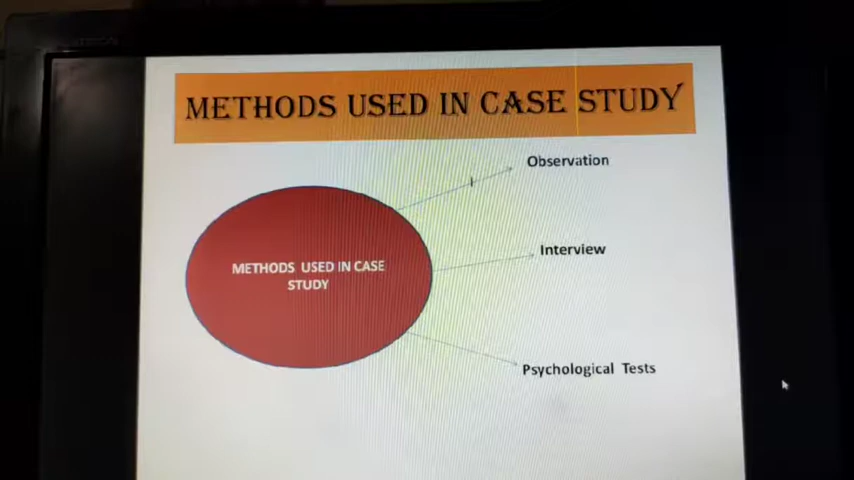 METHODS USED IN CASE STUDY
Observation
METHODS USED IN CASE
STUDY
Interview
Psychological Tests